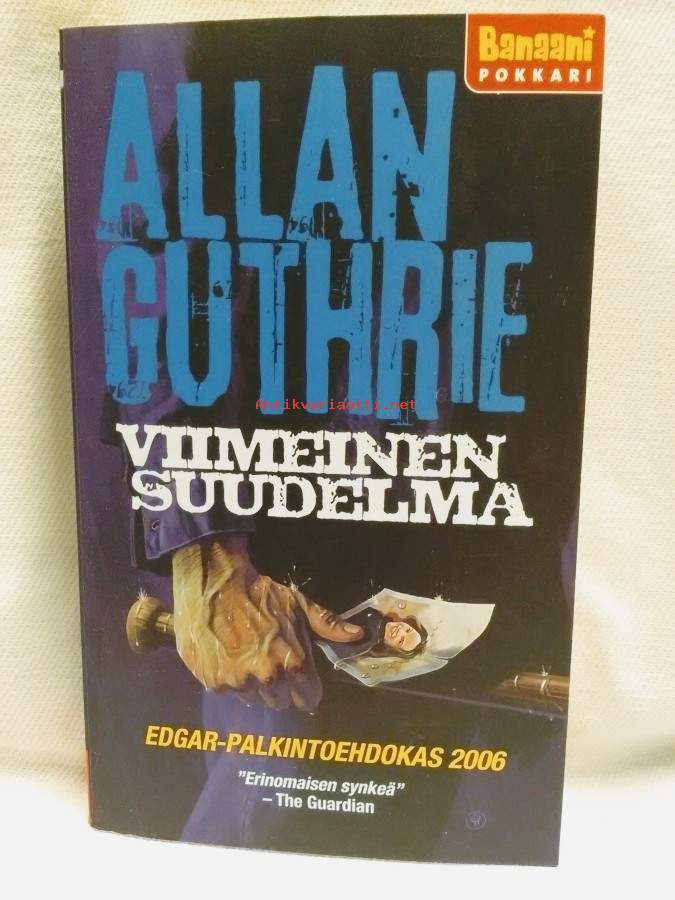 Banaani
POKKARI
ALLAN
GUTHRIE
Antikvariaatti.net
VIIMEINEN
SUUDELMA
EDGAR-PALKINTOEHDOKAS 2006
"Erinomaisen synkeä"
– The Guardian